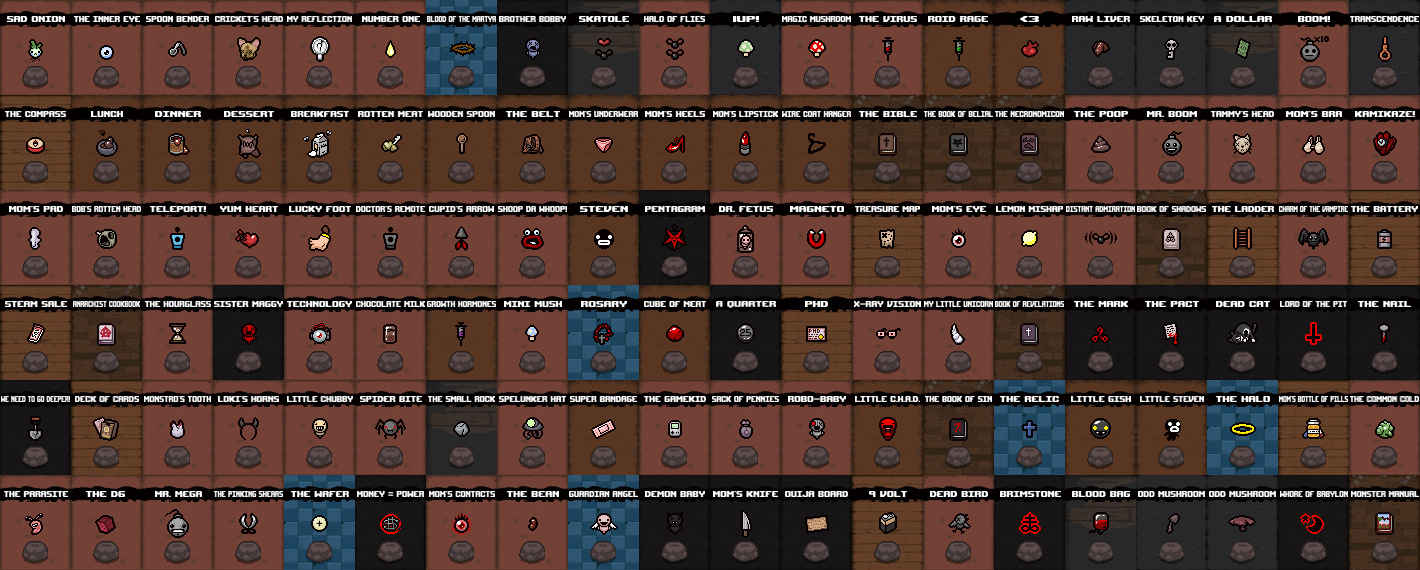 SAD ONION THE INNER EYE SPOON BENDER CRICKET'S HEAD MY REFLECTION NUMBER ONE BLOOD OF THE MARTYR BROTHER BOBBY SKATOLE HALO OF FLIES 1UP! MAGIC MUSHROOM THE VIRUS ROID RAGE <3 RAW LIVER SKELETON KEY A DOLLAR BOOM! TRANSCENDENCE
×10
THE COMPASS LUNCH DINNER DESSERT BREAKFAST ROTTEN MEAT WOODEN SPOON THE BELT MOM'S UNDERWEAR MOM'S HEELS MOM'S LIPSTICK WIRE COAT HANGER THE BIBLE THE BOOK OF BELIAL THE NECRONOMICON THE POOP MR. BOOM TAMMY'S HEAD MOM'S BRA KAMIKAZE!
MOM'S PAD BOB'S ROTTEN HEAD TELEPORT! YUM HEART LUCKY FOOT DOCTOR'S REMOTE CUPID'S ARROW SHOOP DA WHOOP! STEVEN PENTAGRAM DR. FETUS MAGNETO TREASURE MAP MOM'S EYE LEMON MISHAP DISTANT ADMIRATION BOOK OF SHADOWS THE LADDER CHARM OF THE VAMPIRE THE BATTERY
STEAM SALE ANARCHIST COOKBOOK THE HOURGLASS SISTER MAGGY TECHNOLOGY CHOCOLATE MILK GROWTH HORMONES MINI MUSH ROSARY CUBE OF MEAT A QUARTER PHD X-RAY VISION MY LITTLE UNICORN BOOK OF REVELATIONS THE MARK THE PACT DEAD CAT LORD OF THE PIT THE NAIL
25 PHD
WE NEED TO GO DEEPER! DECK OF CARDS MONSTRO'S TOOTH LOKI'S HORNS LITTLE CHUBBY SPIDER BITE THE SMALL ROCK SPELUNKER HAT SUPER BANDAGE THE GAMEKID SACK OF PENNIES ROBO-BABY LITTLE C.H.A.D. THE BOOK OF SIN THE RELIC LITTLE GISH LITTLE STEVEN THE HALO MOM'S BOTTLE OF PILLS THE COMMON COLD
THE PARASITE THE D6 MR. MEGA THE PINKING SHEARS THE WAFER MONEY = POWER MOM'S CONTACTS THE BEAN GUARDIAN ANGEL DEMON BABY MOM'S KNIFE OUIJA BOARD 9 VOLT DEAD BIRD BRIMSTONE BLOOD BAG ODD MUSHROOM ODD MUSHROOM WHORE OF BABYLON MONSTER MANUAL